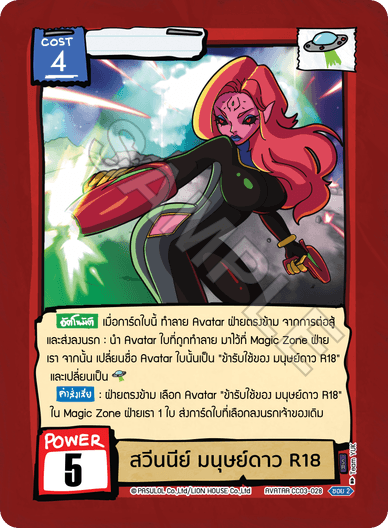 COST
4
SAMPLE
อัตโนมัติ เมื่อการ์ดใบนี้ ทำลาย Avatar ฝ่ายตรงข้าม จากการต่อสู้
และส่งลงนรก : นำ Avatar ใบที่ถูกทำลาย มาไว้ที่ Magic Zone ฝ่าย
เรา จากนั้น เปลี่ยนชื่อ Avatar ใบนั้นเป็น "ข้ารับใช้ของ มนุษย์ดาว R18"
และเปลี่ยนเป็น
คำสั่งเสีย : ฝ่ายตรงข้าม เลือก Avatar "ข้ารับใช้ของ มนุษย์ดาว R18"
ใน Magic Zone ฝ่ายเรา 1 ใบ ส่งการ์ดใบที่เลือกลงนรกเจ้าของเดิม
POWER
5
สวีนนีย์ มนุษย์ดาว R18
Team YUK
© PASULOL Co.,Ltd/LION HOUSE Co.,Ltd AVATAR CC03-028 ซอย 2